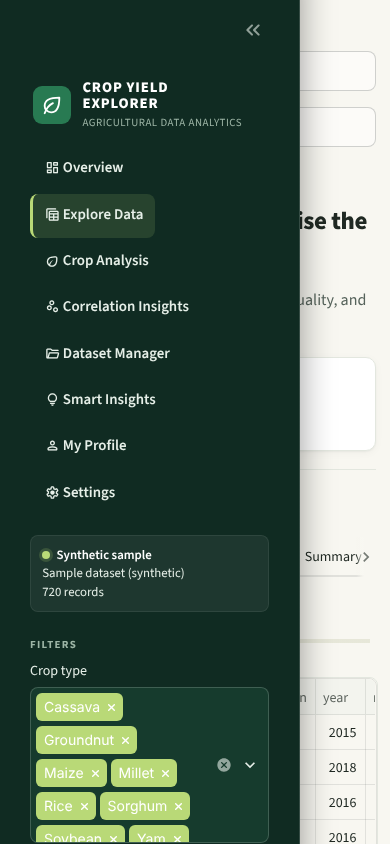 CROP YIELD
EXPLORER
AGRICULTURAL DATA ANALYTICS
Overview
Explore Data
Crop Analysis
Correlation Insights
Dataset Manager
Smart Insights
My Profile
Settings
Synthetic sample
Sample dataset (synthetic)
720 records
FILTERS
Crop type
Cassava ×
Groundnut ×
Maize × Millet ×
Rice × Sorghum ×
Soybean × Yam ×
ise the
uality, and
Summary
n year
2015
2018
2016
2016